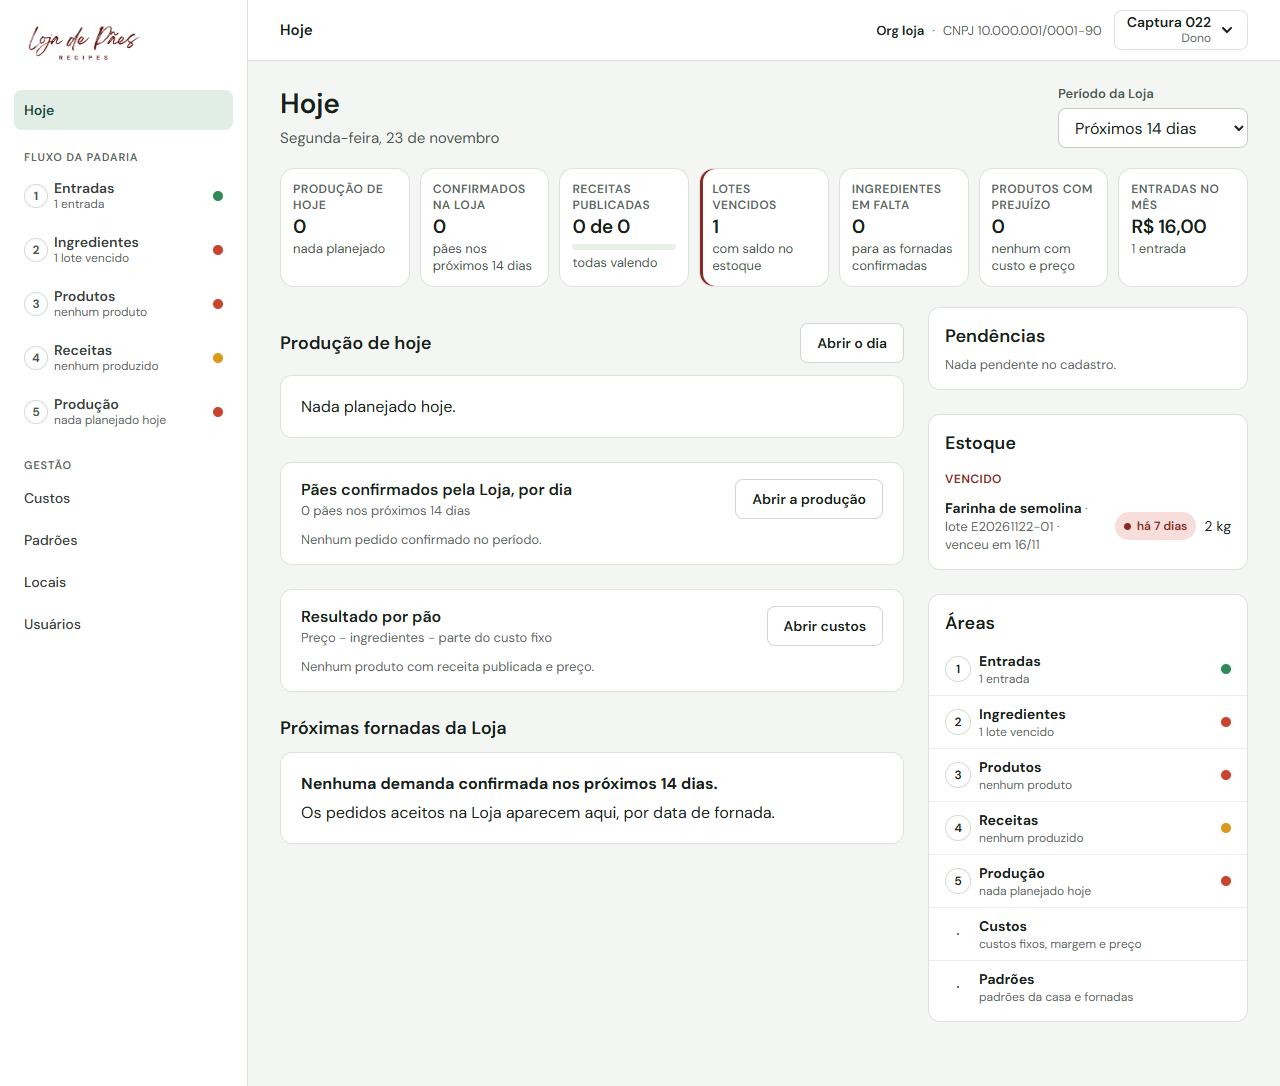 Loja de Pães
RECIPES
Hoje
FLUXO DA PADARIA
1
Entradas
1 entrada
2
Ingredientes
1 lote vencido
3
Produtos
nenhum produto
4
Receitas
nenhum produzido
5
Produção
nada planejado hoje
GESTÃO
Custos
Padrões
Locais
Usuários
Hoje
Org loja · CNPJ 10.000.001/0001-90
Captura 022
Dono
Hoje
Segunda-feira, 23 de novembro
Período da Loja
Próximos 14 dias
PRODUÇÃO DE
HOJE
0
nada planejado
CONFIRMADOS
NA LOJA
0
pães nos
próximos 14 dias
RECEITAS
PUBLICADAS
0 de 0
todas valendo
LOTES
VENCIDOS
1
com saldo no
estoque
INGREDIENTES
EM FALTA
0
para as fornadas
confirmadas
PRODUTOS COM
PREJUÍZO
0
nenhum com
custo e preço
ENTRADAS NO
MÊS
R$ 16,00
1 entrada
Produção de hoje
Abrir o dia
Nada planejado hoje.
Pães confirmados pela Loja, por dia
0 pães nos próximos 14 dias
Abrir a produção
Nenhum pedido confirmado no período.
Resultado por pão
Preço - ingredientes - parte do custo fixo
Abrir custos
Nenhum produto com receita publicada e preço.
Próximas fornadas da Loja
Nenhuma demanda confirmada nos próximos 14 dias.
Os pedidos aceitos na Loja aparecem aqui, por data de fornada.
Pendências
Nada pendente no cadastro.
Estoque
VENCIDO
Farinha de semolina ·
lote E20261122-01 ·
venceu em 16/11
há 7 dias
2 kg
Áreas
1
Entradas
1 entrada
2
Ingredientes
1 lote vencido
3
Produtos
nenhum produto
4
Receitas
nenhum produzido
5
Produção
nada planejado hoje
·
Custos
custos fixos, margem e preço
·
Padrões
padrões da casa e fornadas